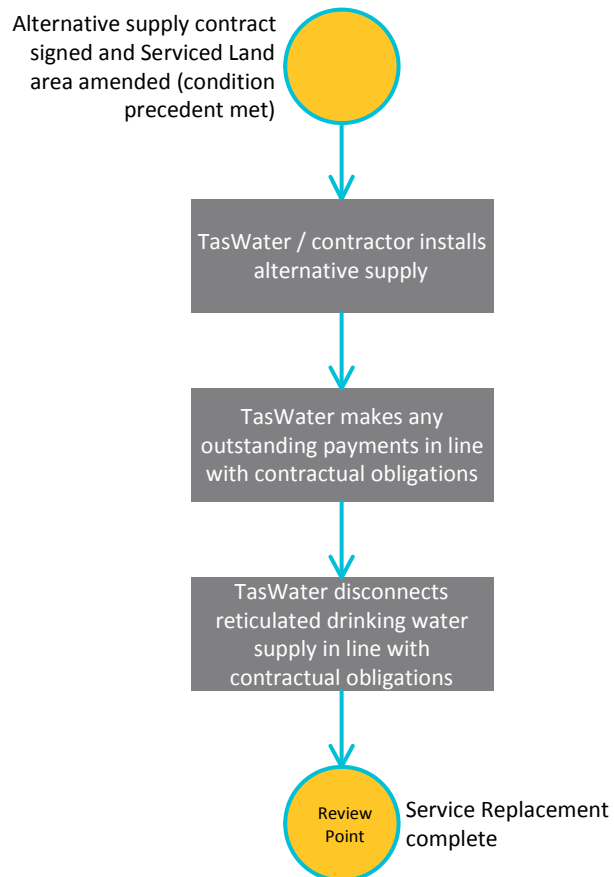 Alternative supply contract
signed and Serviced Land
area amended (condition
precedent met)
TasWater / contractor installs
alternative supply
TasWater makes any
outstanding payments in line
with contractual obligations
TasWater disconnects
reticulated drinking water
supply in line with
contractual obligations
Review
Point
Service Replacement
complete